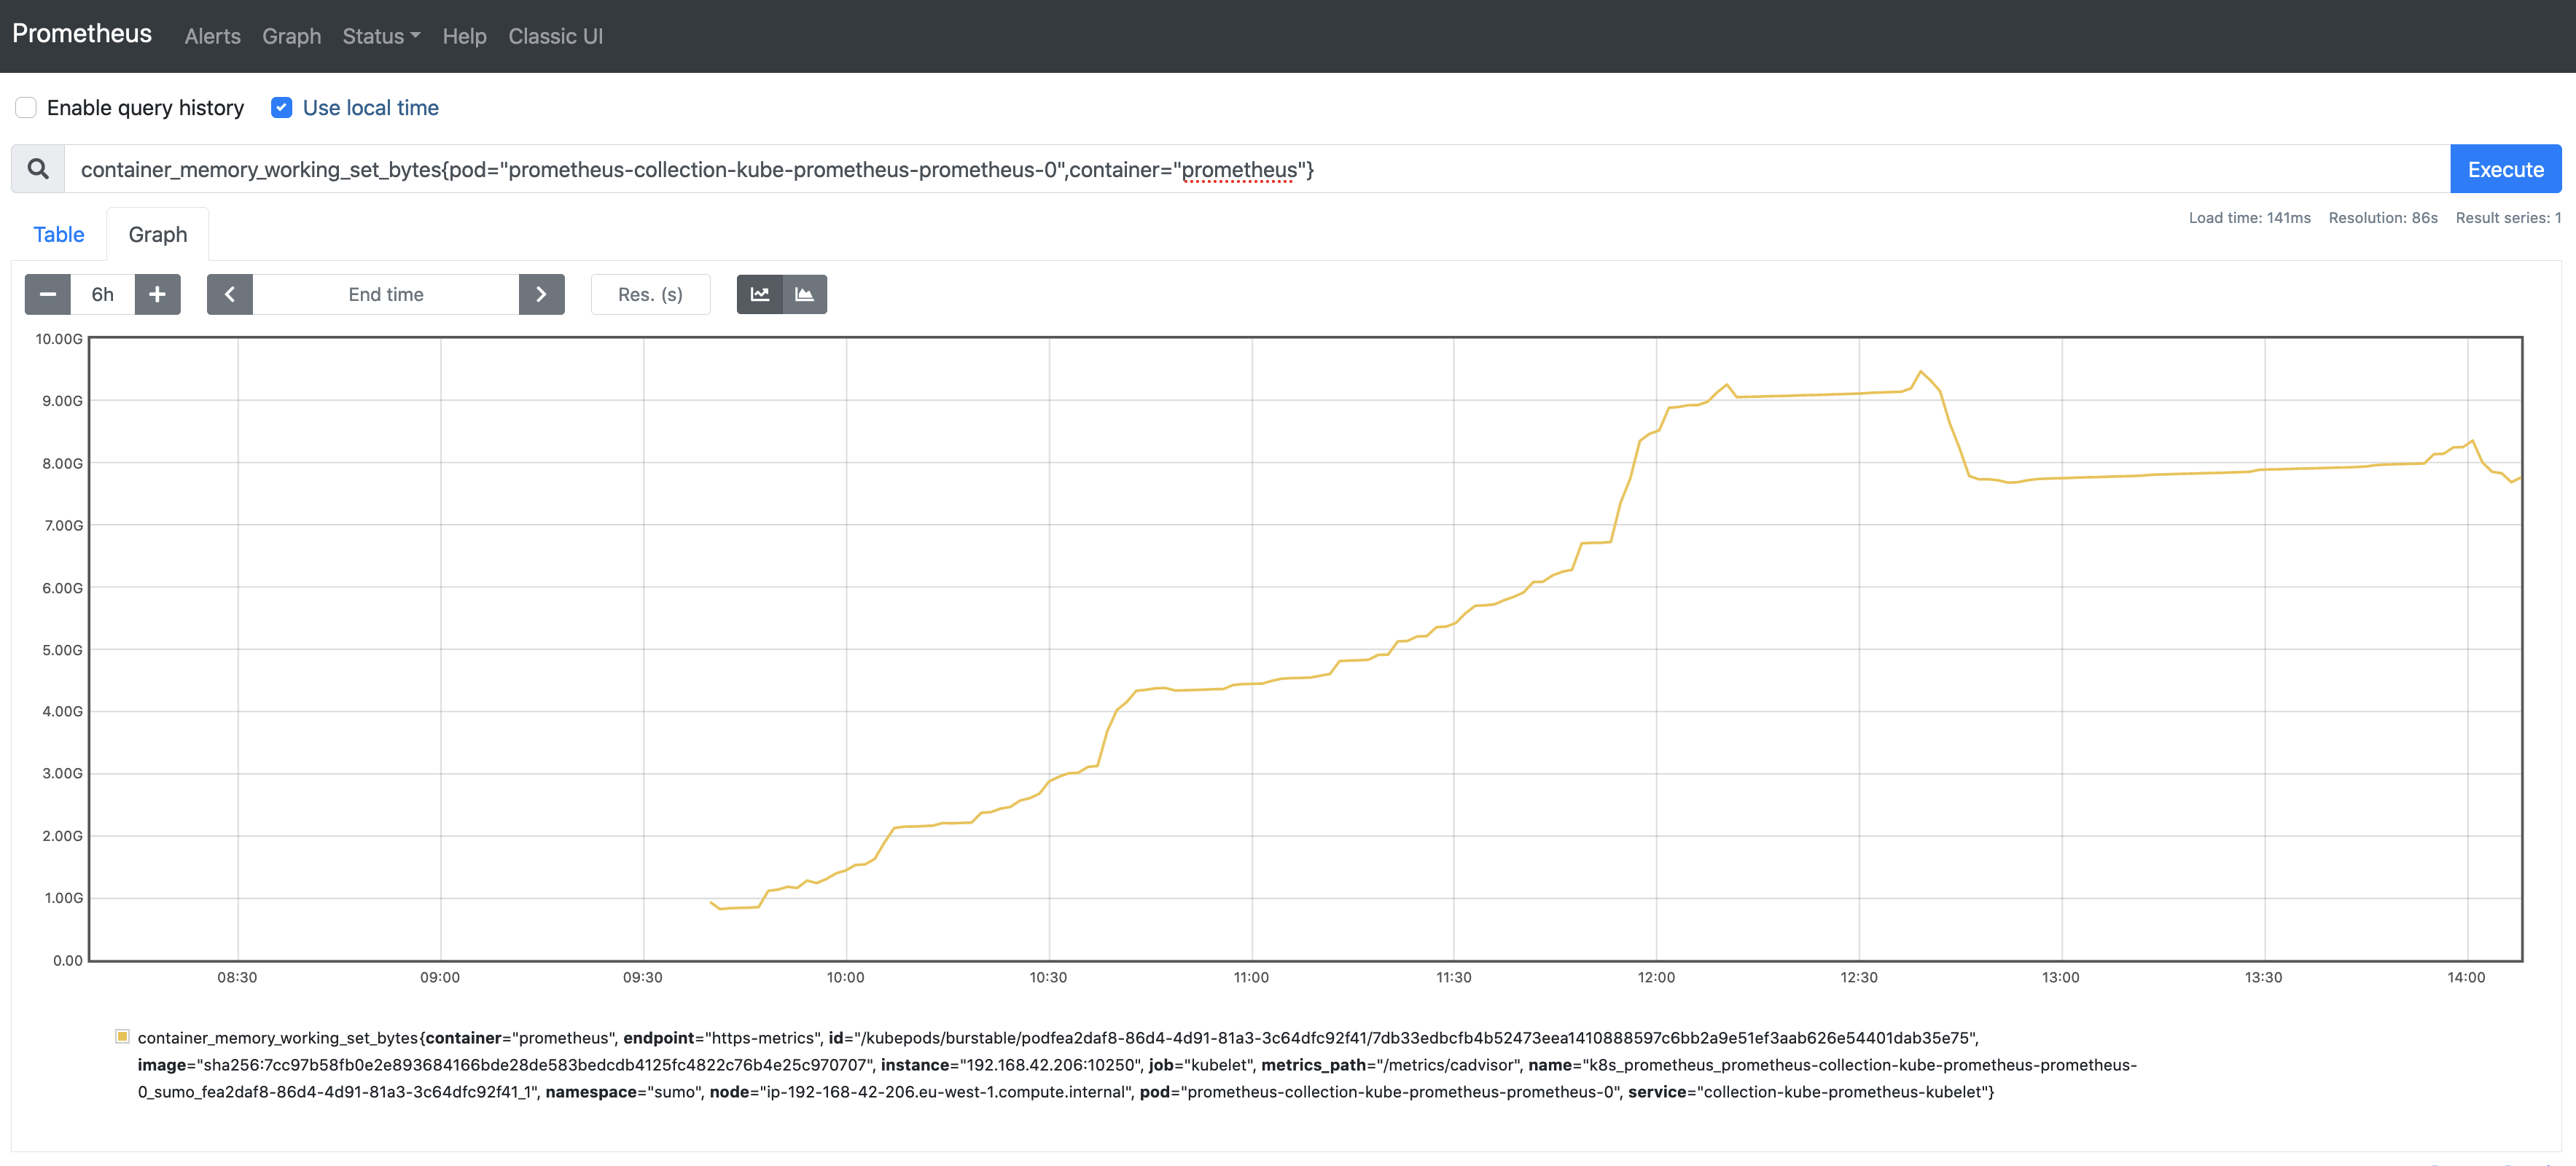 Prometheus Alerts Graph Status Help Classic UI
Enable query history Use local time
container_memory_working_set_bytes{pod="prometheus-collection-kube-prometheus-prometheus-0",container="prometheus"}
Execute
Table Graph
Load time: 141ms Resolution: 86s Result series: 1
6h End time Res. (s)
10.00G
9.00G
8.00G
7.00G
6.00G
5.00G
4.00G
3.00G
2.00G
1.00G
0.00
08:30 09:00 09:30 10:00 10:30 11:00 11:30 12:00 12:30 13:00 13:30 14:00
container_memory_working_set_bytes{container="prometheus", endpoint="https-metrics", id="/kubepods/burstable/podfea2daf8-86d4-4d91-81a3-3c64dfc92f41/7db33edbcfb4b52473eea1410888597c6bb2a9e51ef3aab626e54401dab35e75",
image="sha256:7cc97b58fb0e2e893684166bde28de583bedcdb4125fc4822c76b4e25c970707", instance="192.168.42.206:10250", job="kubelet", metrics_path="/metrics/cadvisor", name="k8s_prometheus_prometheus-collection-kube-prometheus-prometheus-
0_sumo_fea2daf8-86d4-4d91-81a3-3c64dfc92f41_1", namespace="sumo", node="ip-192-168-42-206.eu-west-1.compute.internal", pod="prometheus-collection-kube-prometheus-prometheus-0", service="collection-kube-prometheus-kubelet"}